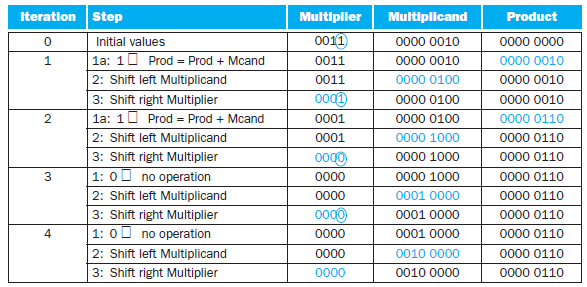 Iteration Step Multiplier Multiplicand Product
0 Initial values 0011 0000 0010 0000 0000
1 1a: 1 □ Prod = Prod + Mcand 0011 0000 0010 0000 0010
2: Shift left Multiplicand 0011 0000 0100 0000 0010
3: Shift right Multiplier 0001 0000 0100 0000 0010
2 1a: 1 □ Prod = Prod + Mcand 0001 0000 0100 0000 0110
2: Shift left Multiplicand 0001 0000 1000 0000 0110
3: Shift right Multiplier 0000 0000 1000 0000 0110
3 1: 0 □ no operation 0000 0000 1000 0000 0110
2: Shift left Multiplicand 0000 0001 0000 0000 0110
3: Shift right Multiplier 0000 0001 0000 0000 0110
4 1: 0 □ no operation 0000 0001 0000 0000 0110
2: Shift left Multiplicand 0000 0010 0000 0000 0110
3: Shift right Multiplier 0000 0010 0000 0000 0110